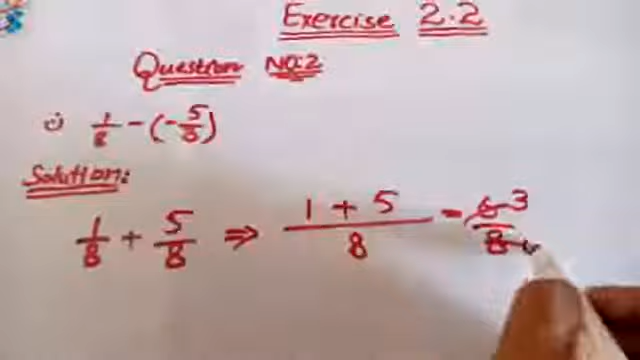 Exercise 2.2
Question No:2
i) 1/8 - (-5/8)
Solution:
1/8 + 5/8 ⇒ 1 + 5/8 = 6/8 3/4